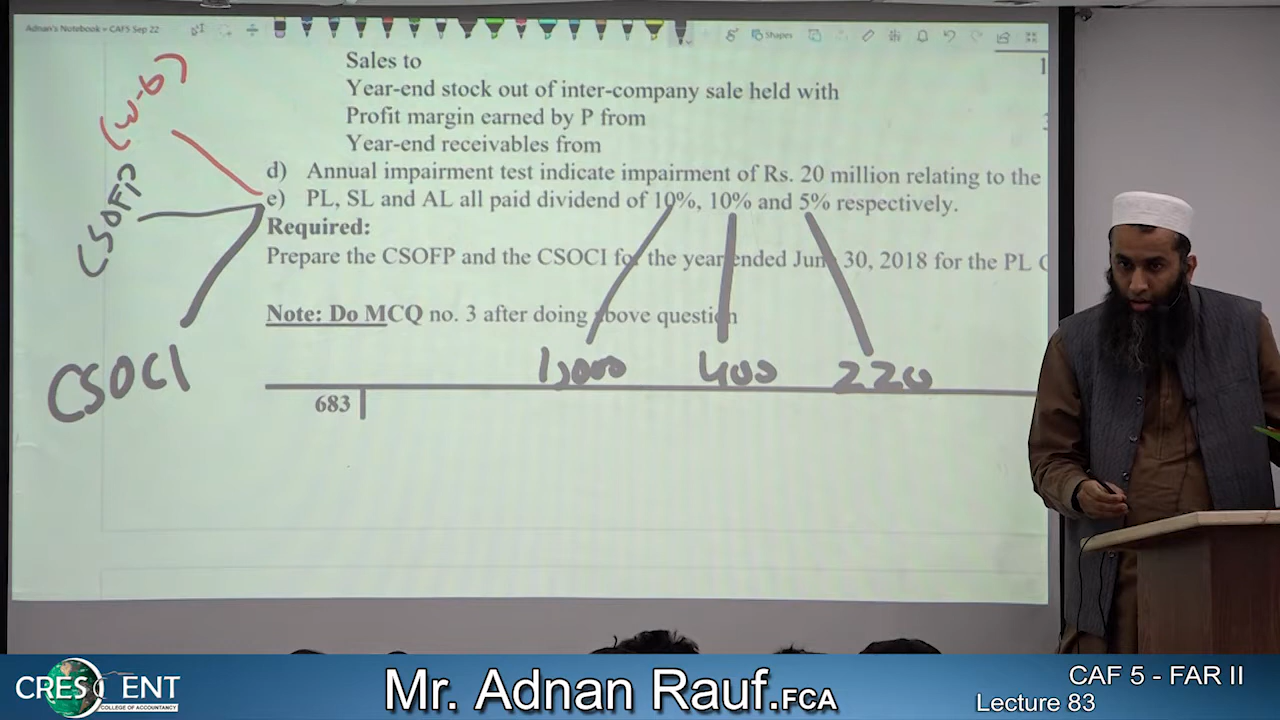 Adnan's Notebook - CAF5 Sep 22
Shapes
Sales to
Year-end stock out of inter-company sale held with
Profit margin earned by P from
Year-end receivables from
d) Annual impairment test indicate impairment of Rs. 20 million relating to the
e) PL, SL and AL all paid dividend of 10%, 10% and 5% respectively.
Required:
Prepare the CSOFP and the CSOCI for the year ended June 30, 2018 for the PL
Note: Do MCQ no. 3 after doing above question
(w-6)
CSOFP
CSOCI
1,000 400 220
683
CRESCENT
COLLEGE OF ACCOUNTANCY
Mr. Adnan Rauf.FCA
CAF 5 - FAR II
Lecture 83